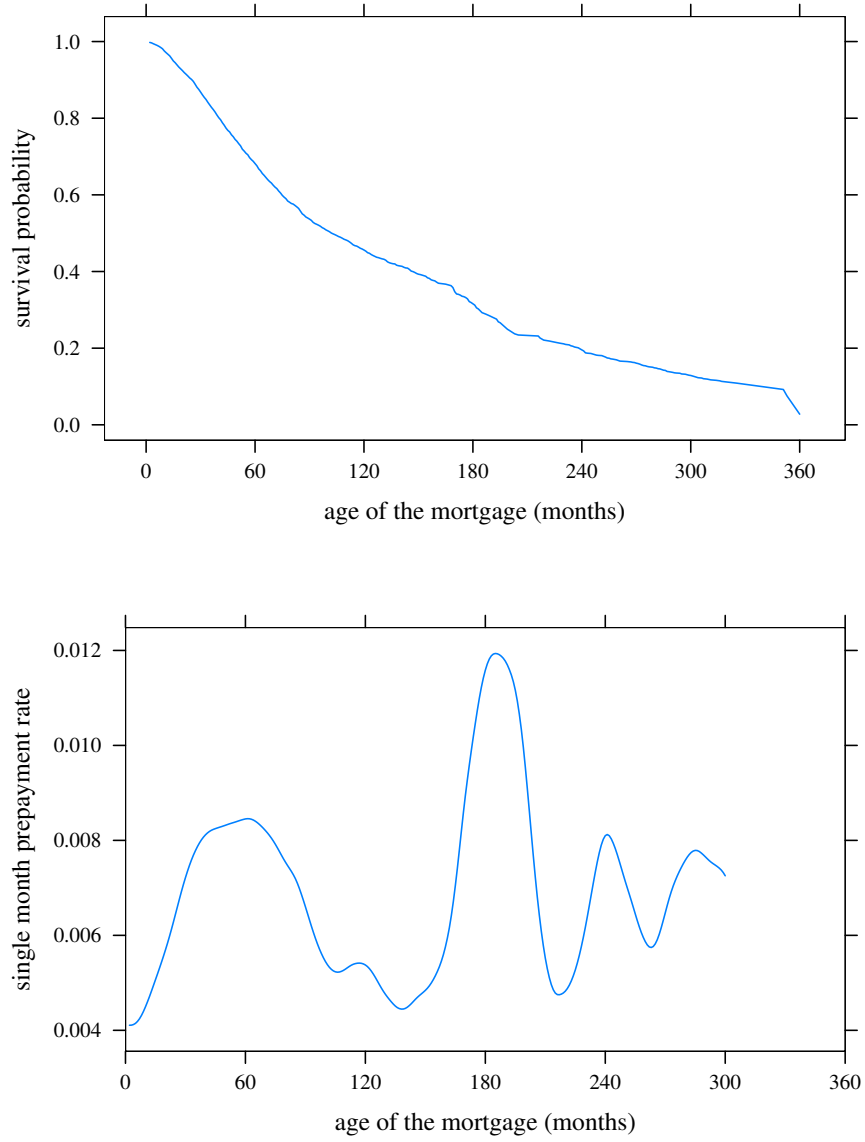 1.0
0.8
0.6
0.4
0.2
0.0
survival probability
0 60 120 180 240 300 360
age of the mortgage (months)
0.012
0.010
0.008
0.006
0.004
single month prepayment rate
0 60 120 180 240 300 360
age of the mortgage (months)